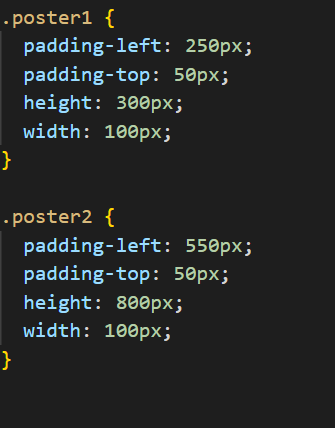 .poster1 {
  padding-left: 250px;
  padding-top: 50px;
  height: 300px;
  width: 100px;
}

.poster2 {
  padding-left: 550px;
  padding-top: 50px;
  height: 800px;
  width: 100px;
}